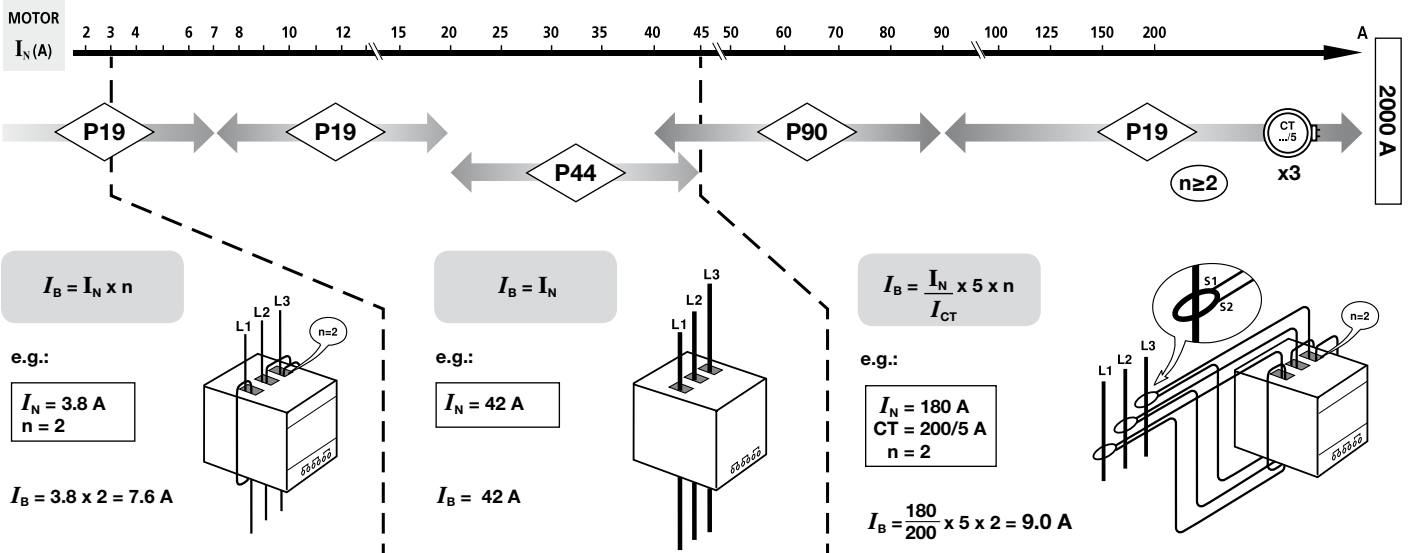 MOTOR
I_N (A)
2 3 4 6 7 8 10 12 15 20 25 30 35 40 45 50 60 70 80 90 100 125 150 200 A
P19
P19
P44
P90
P19
CT
.../5
x3
n≥2
2000 A
I_B = I_N x n
L1
L2
L3
n=2
e.g.:
I_N = 3.8 A
n = 2
I_B = 3.8 x 2 = 7.6 A
I_B = I_N
L1
L2
L3
e.g.:
I_N = 42 A
I_B = 42 A
I_B = I_N / I_CT x 5 x n
S1
S2
L1
L2
L3
n=2
e.g.:
I_N = 180 A
CT = 200/5 A
n = 2
I_B = 180/200 x 5 x 2 = 9.0 A